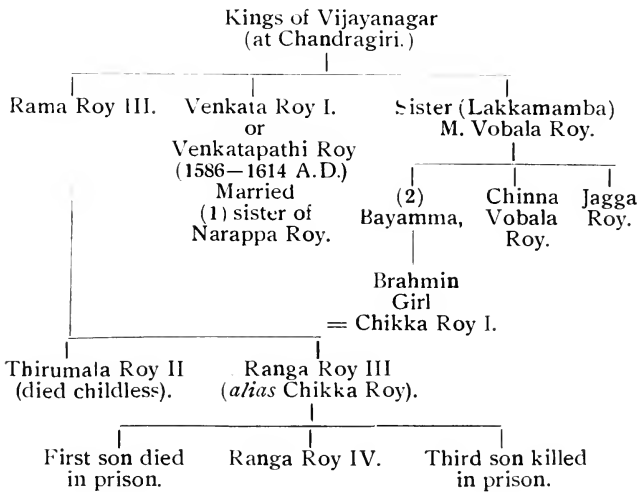 Kings of Vijayanagar
(at Chandragiri.)
Rama Roy III.
Venkata Roy I.
or
Venkatapathi Roy
(1586—1614 A.D.)
Married
(1) sister of
Narappa Roy.
Sister (Lakkamamba)
M. Vobala Roy.
(2)
Bayamma,
Chinna
Vobala
Roy.
Jagga
Roy.
Brahmin
Girl
= Chikka Roy I.
Thirumala Roy II
(died childless).
Ranga Roy III
(alias Chikka Roy).
First son died
in prison.
Ranga Roy IV.
Third son killed
in prison.